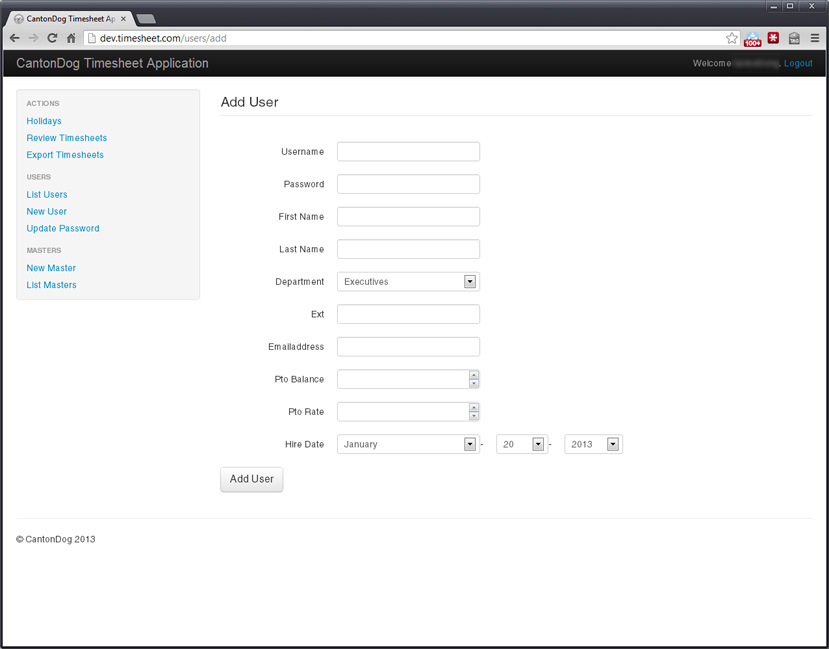 CantonDog Timesheet Ap
dev.timesheet.com/users/add
100+
CantonDog Timesheet Application
Welcome . Logout
ACTIONS
Holidays
Review Timesheets
Export Timesheets
USERS
List Users
New User
Update Password
MASTERS
New Master
List Masters
Add User
Username
Password
First Name
Last Name
Department Executives
Ext
Emailaddress
Pto Balance
Pto Rate
Hire Date January - 20 - 2013
Add User
© CantonDog 2013